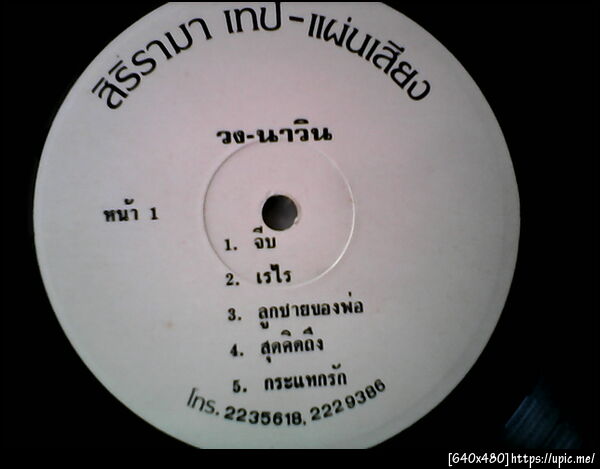 สิริรามา เทป-แผ่นเสียง
วง-นาวิน
หน้า 1
1. จีบ
2. เรไร
3. ลูกชายของพ่อ
4. สุดคิดถึง
5. กระแทกรัก
โทร. 2235618, 2229386
[640x480]https://upic.me/